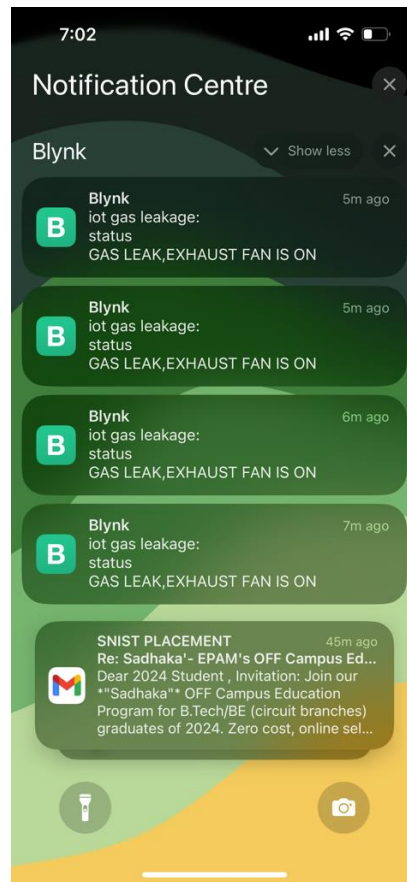 7:02
Notification Centre
Blynk
Show less
Blynk
5m ago
iot gas leakage:
status
GAS LEAK,EXHAUST FAN IS ON
B
Blynk
5m ago
iot gas leakage:
status
GAS LEAK,EXHAUST FAN IS ON
B
Blynk
6m ago
iot gas leakage:
status
GAS LEAK,EXHAUST FAN IS ON
B
Blynk
7m ago
iot gas leakage:
status
GAS LEAK,EXHAUST FAN IS ON
B
SNIST PLACEMENT
45m ago
Re: Sadhaka'- EPAM's OFF Campus Ed...
Dear 2024 Student , Invitation: Join our
*"Sadhaka"* OFF Campus Education
Program for B.Tech/BE (circuit branches)
graduates of 2024. Zero cost, online sel...